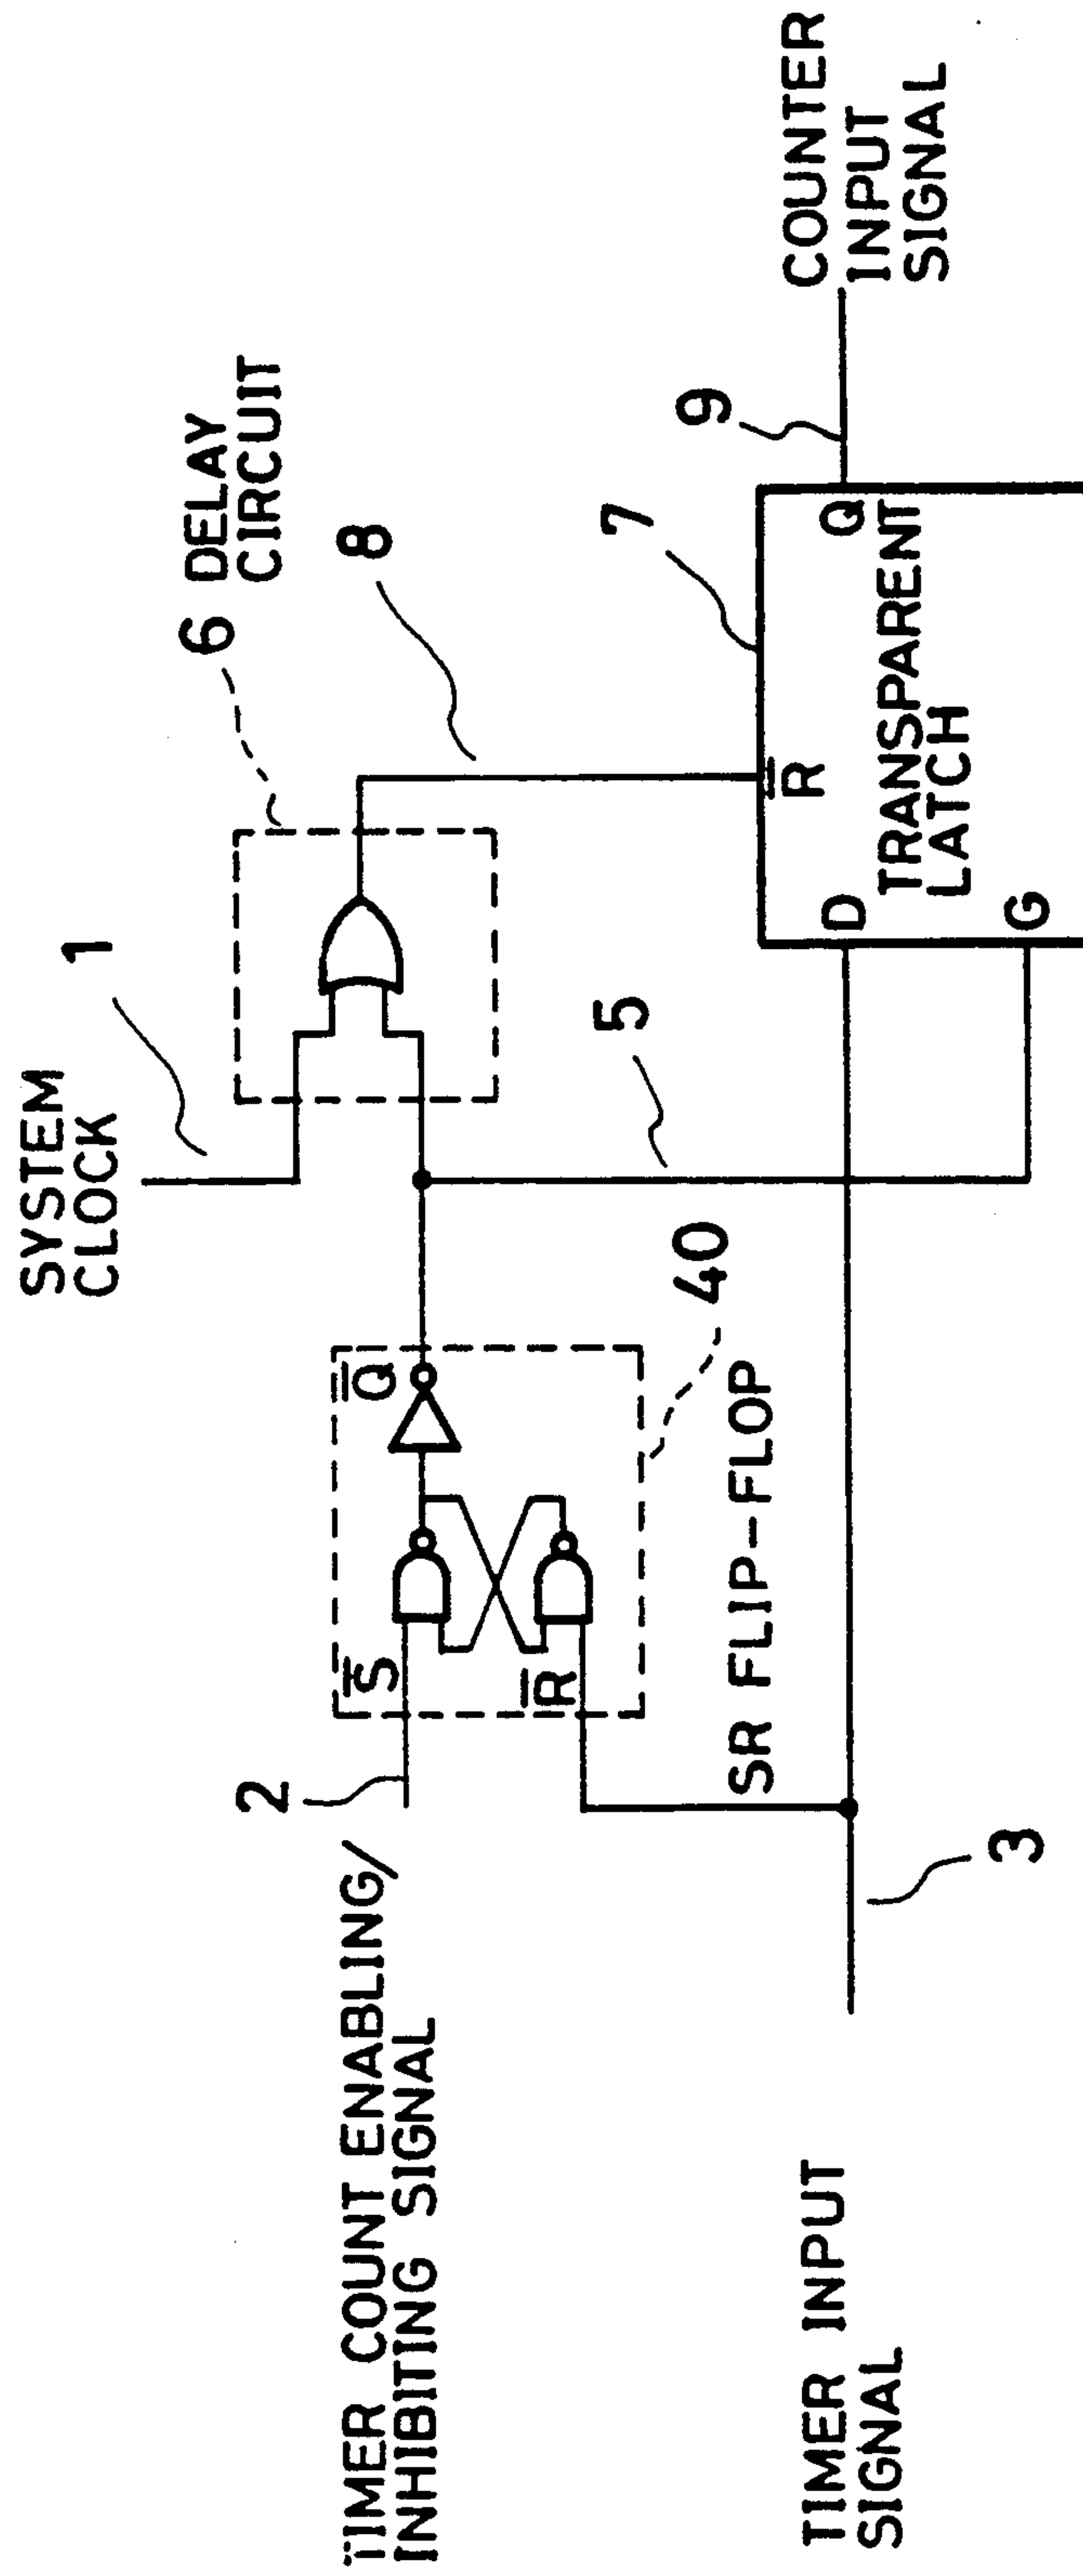 SYSTEM
CLOCK
1
6 DELAY
CIRCUIT
8
TIMER COUNT ENABLING/
INHIBITING SIGNAL
2
S̅
R̅
Q̅
40
SR FLIP-FLOP
5
7
R̅
D
Q
TRANSPARENT
LATCH
G
9
COUNTER
INPUT
SIGNAL
TIMER INPUT
SIGNAL
3